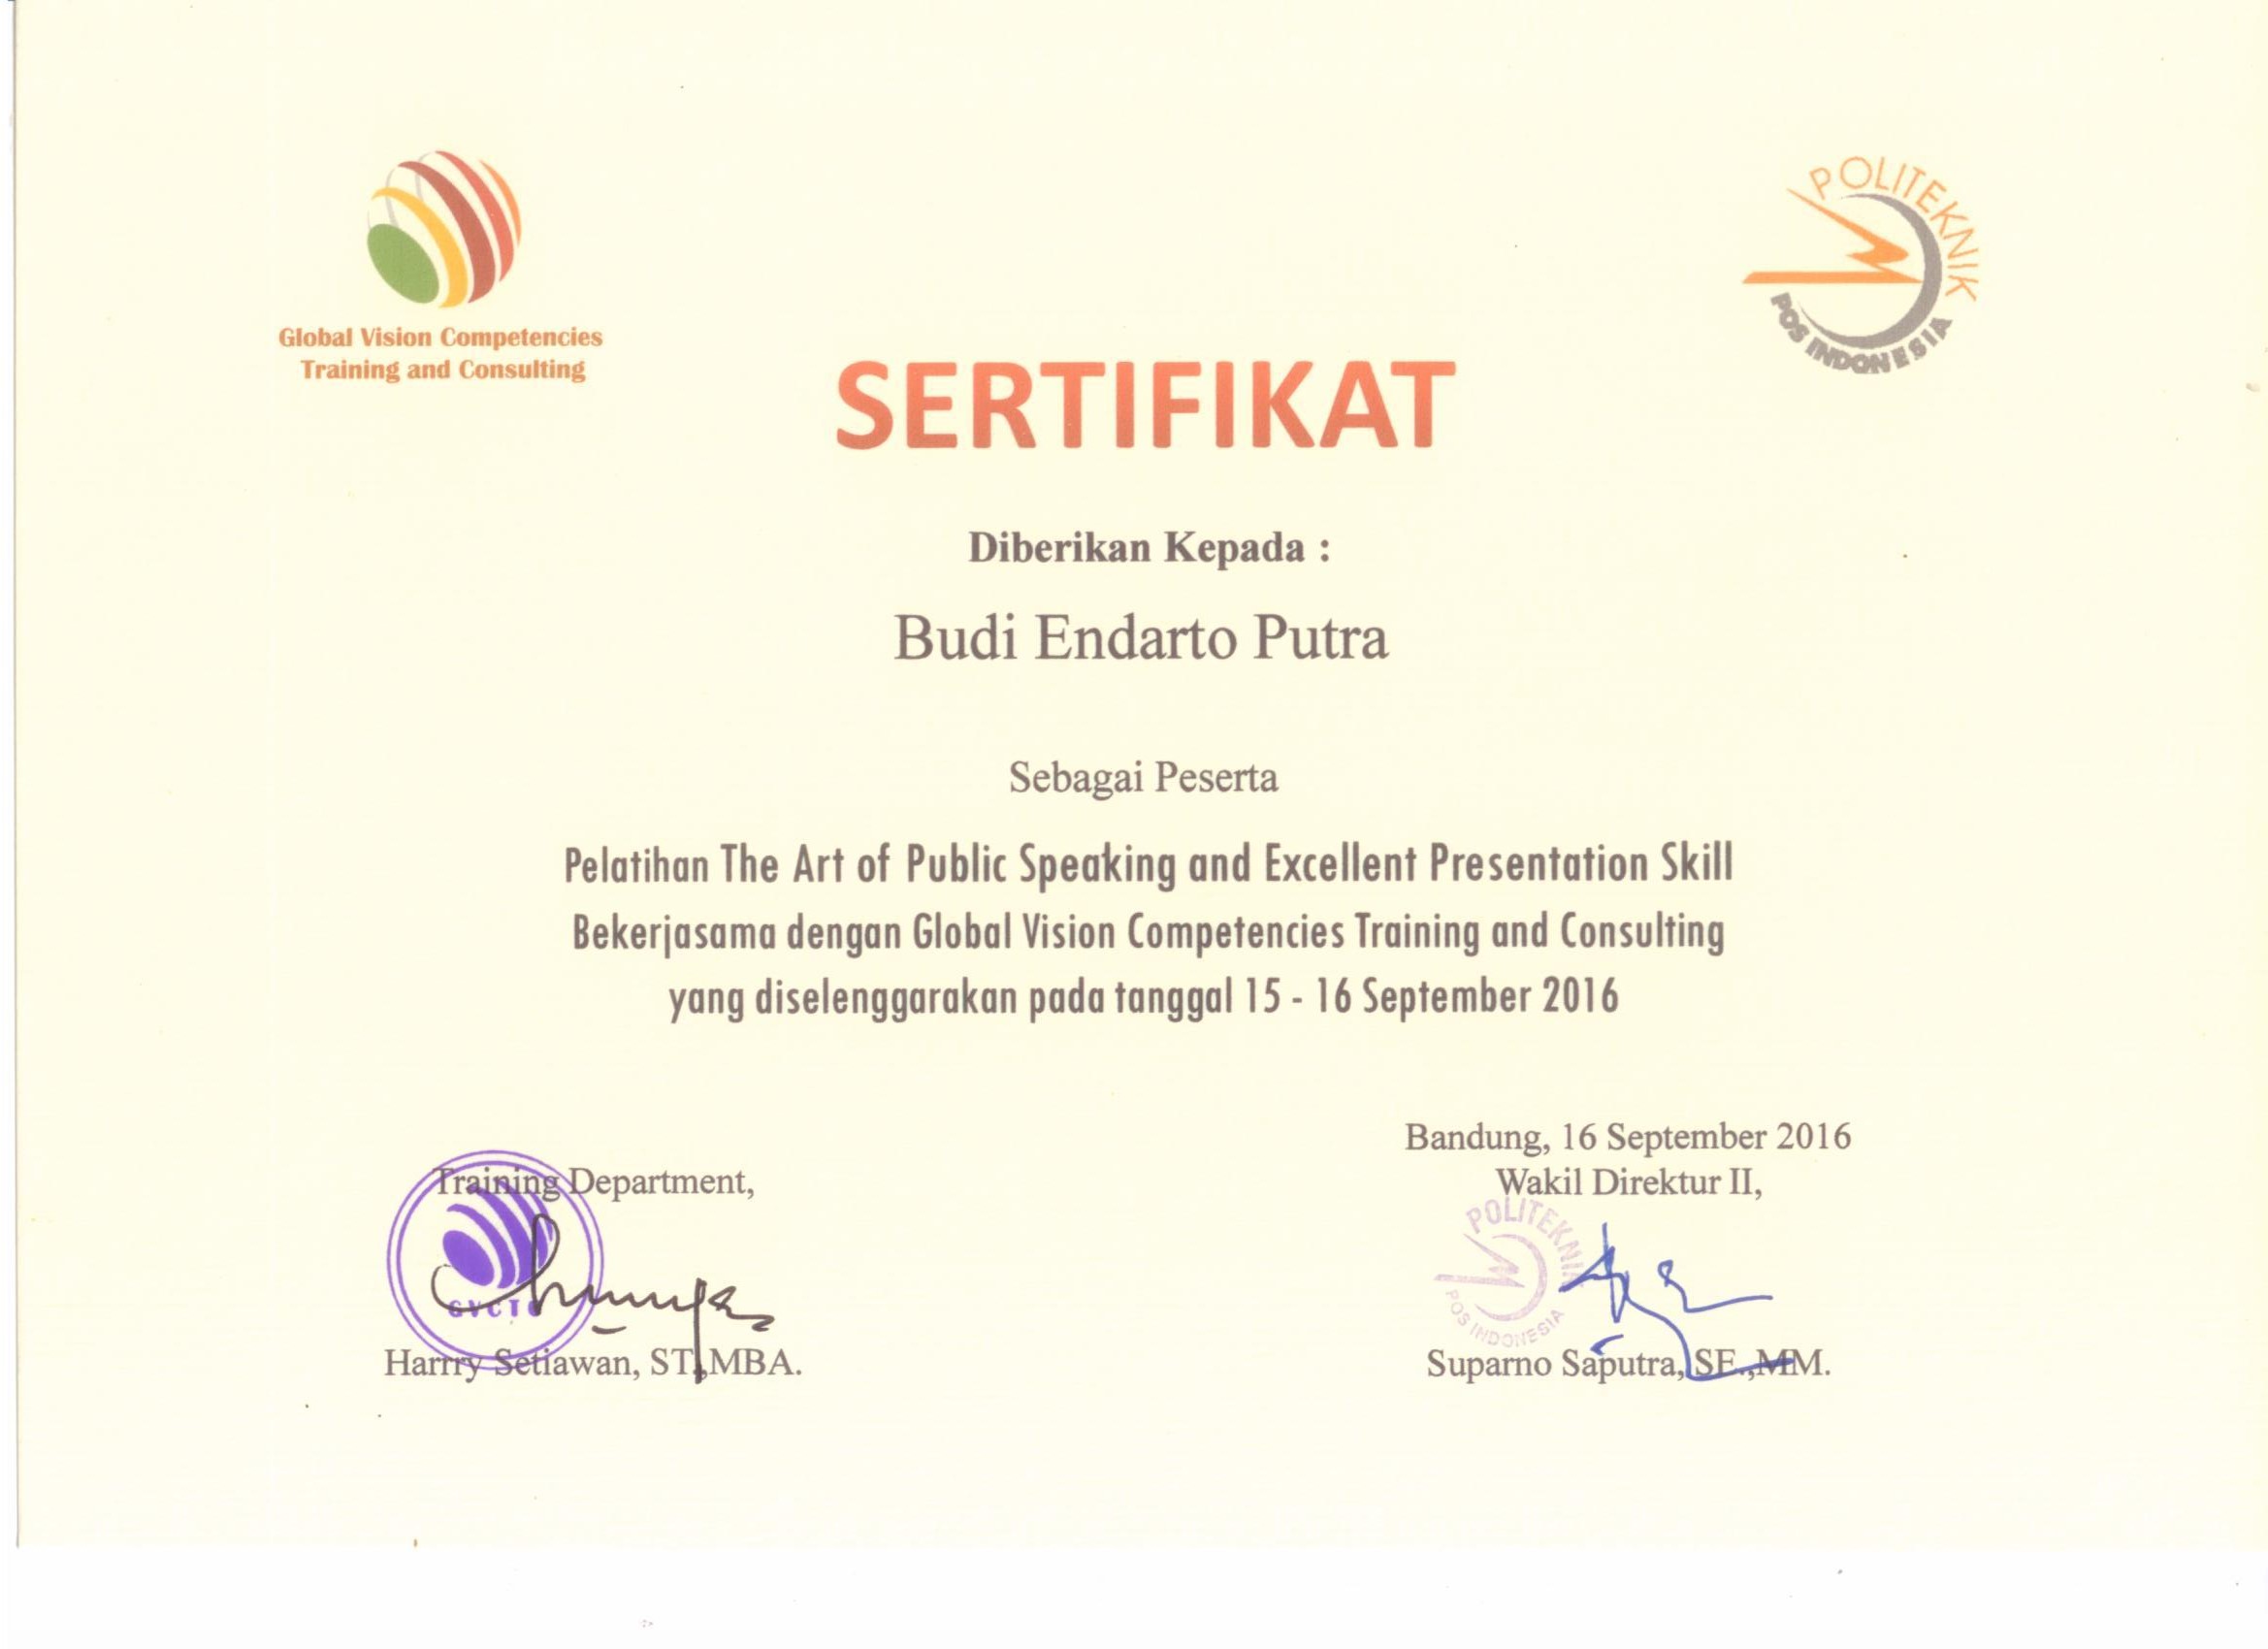 Global Vision Competencies
Training and Consulting
POLITEKNIK
POS INDONESIA
SERTIFIKAT
Diberikan Kepada :
Budi Endarto Putra
Sebagai Peserta
Pelatihan The Art of Public Speaking and Excellent Presentation Skill
Bekerjasama dengan Global Vision Competencies Training and Consulting
yang diselenggarakan pada tanggal 15 - 16 September 2016
Bandung, 16 September 2016
Training Department,
Wakil Direktur II,
GVCTC
POLITEKNIK
POS INDONESIA
Harrry Setiawan, ST,MBA.
Suparno Saputra, SE.,MM.